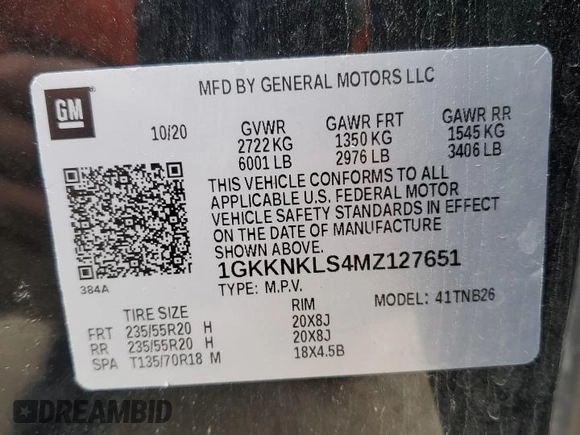 MFD BY GENERAL MOTORS LLC
GM
10/20 GVWR GAWR FRT GAWR RR
2722 KG 1350 KG 1545 KG
6001 LB 2976 LB 3406 LB
THIS VEHICLE CONFORMS TO ALL
APPLICABLE U.S. FEDERAL MOTOR
VEHICLE SAFETY STANDARDS IN EFFECT
ON THE DATE OF MANUFACTURE
SHOWN ABOVE.
384A
1GKKNKLS4MZ127651
TYPE: M.P.V. MODEL: 41TNB26
TIRE SIZE RIM
FRT 235/55R20 H 20X8J
RR 235/55R20 H 20X8J
SPA T135/70R18 M 18X4.5B
DREAMBID